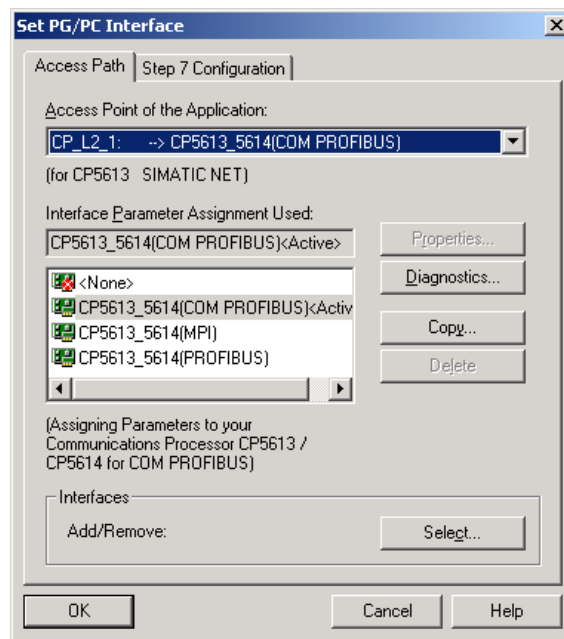 Set PG/PC Interface
Access Path
Step 7 Configuration
Access Point of the Application:
CP_L2_1: --> CP5613_5614(COM PROFIBUS)
(for CP5613 SIMATIC NET)
Interface Parameter Assignment Used:
CP5613_5614(COM PROFIBUS)<Active>
Properties...
<None>
Diagnostics...
CP5613_5614(COM PROFIBUS)<Activ
CP5613_5614(MPI)
Copy...
CP5613_5614(PROFIBUS)
Delete
(Assigning Parameters to your
Communications Processor CP5613 /
CP5614 for COM PROFIBUS)
Interfaces
Add/Remove:
Select...
OK
Cancel
Help